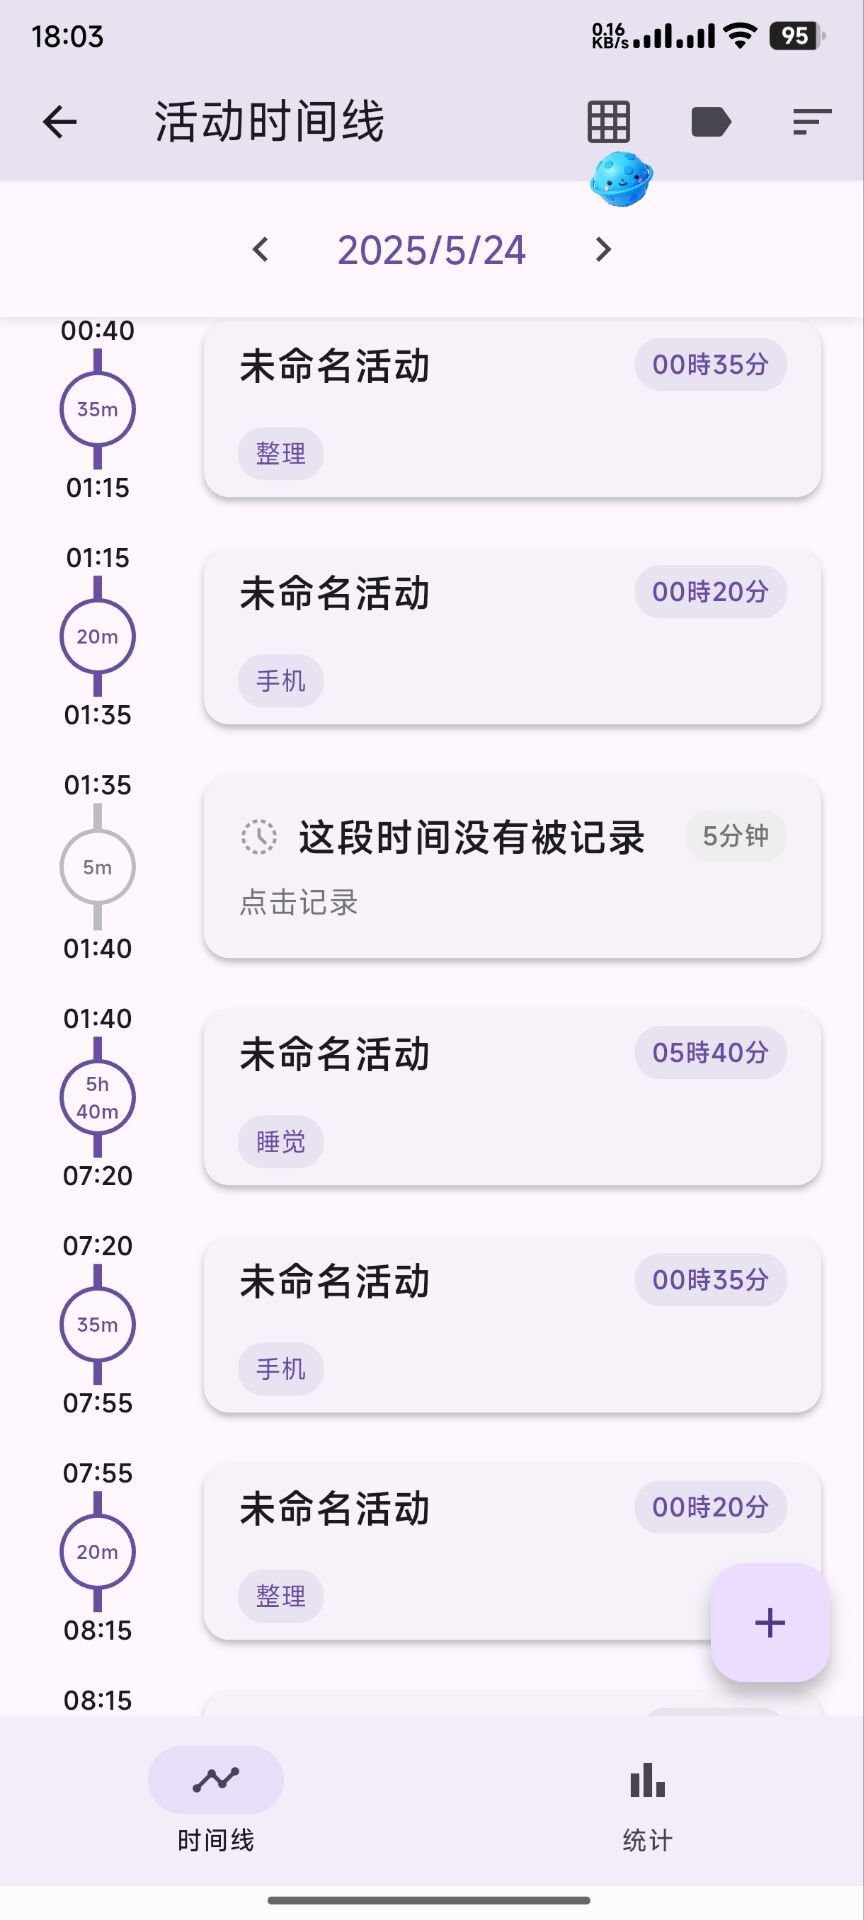 18:03
0.16
KB/s
95
活动时间线
2025/5/24
00:40
未命名活动
00時35分
35m
整理
01:15
01:15
未命名活动
00時20分
20m
手机
01:35
01:35
这段时间没有被记录
5分钟
5m
点击记录
01:40
01:40
未命名活动
05時40分
5h
40m
睡觉
07:20
07:20
未命名活动
00時35分
35m
手机
07:55
07:55
未命名活动
00時20分
20m
整理
08:15
08:15
时间线
统计